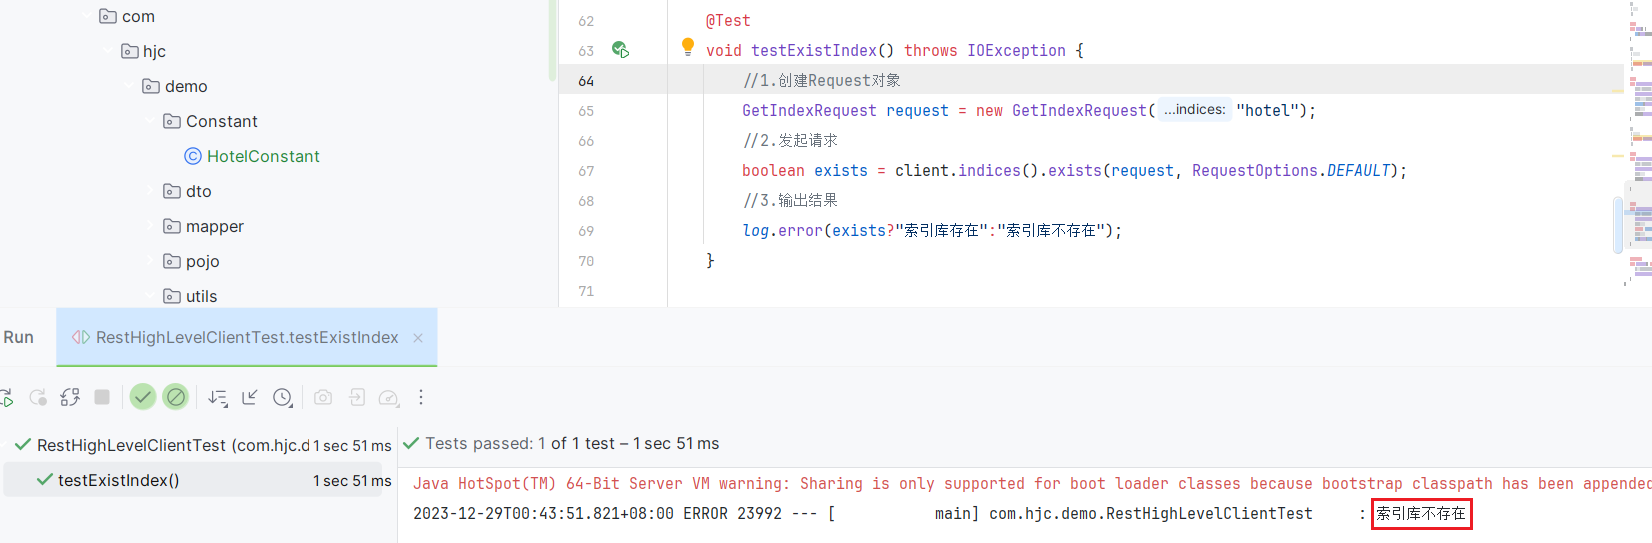 com
hjc
demo
Constant
HotelConstant
dto
mapper
pojo
utils
62 @Test
63 void testExistIndex() throws IOException {
64 //1.创建Request对象
65 GetIndexRequest request = new GetIndexRequest( ...indices: "hotel");
66 //2.发起请求
67 boolean exists = client.indices().exists(request, RequestOptions.DEFAULT);
68 //3.输出结果
69 log.error(exists?"索引库存在":"索引库不存在");
70 }
71
Run RestHighLevelClientTest.testExistIndex
RestHighLevelClientTest (com.hjc.d 1 sec 51 ms
testExistIndex() 1 sec 51 ms
Tests passed: 1 of 1 test – 1 sec 51 ms
Java HotSpot(TM) 64-Bit Server VM warning: Sharing is only supported for boot loader classes because bootstrap classpath has been appended
2023-12-29T00:43:51.821+08:00 ERROR 23992 --- [ main] com.hjc.demo.RestHighLevelClientTest : 索引库不存在